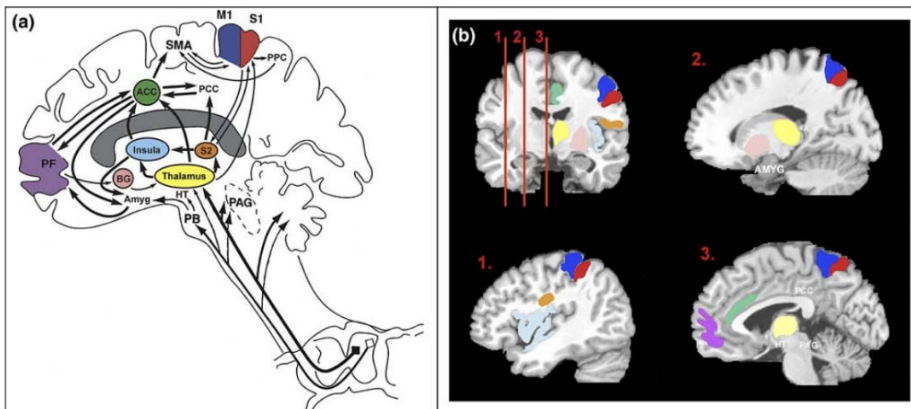 (a)
M1 S1
SMA
PPC
ACC
PCC
Insula
S2
PF
BG
Thalamus
Amyg
HT
PAG
PB
(b)
1 2 3
2.
AMYG
1.
3.
PCC
HT PAG